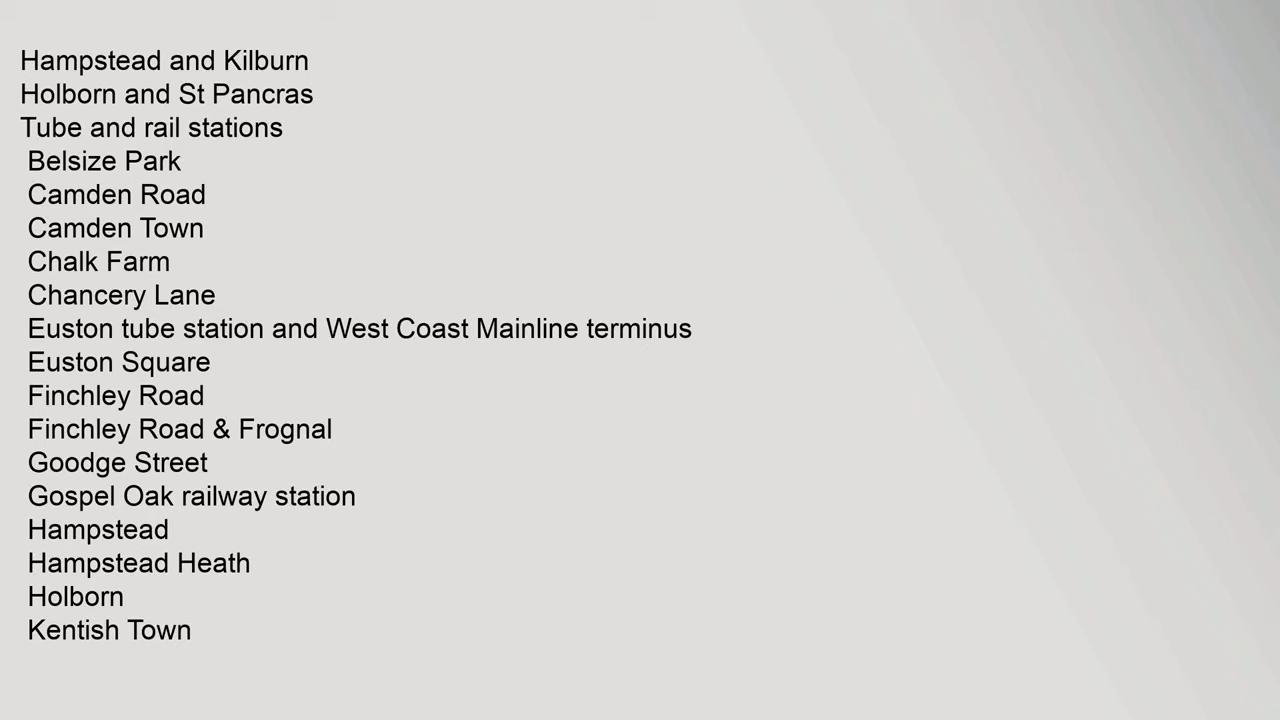 Hampstead and Kilburn
Holborn and St Pancras
Tube and rail stations
Belsize Park
Camden Road
Camden Town
Chalk Farm
Chancery Lane
Euston tube station and West Coast Mainline terminus
Euston Square
Finchley Road
Finchley Road & Frognal
Goodge Street
Gospel Oak railway station
Hampstead
Hampstead Heath
Holborn
Kentish Town